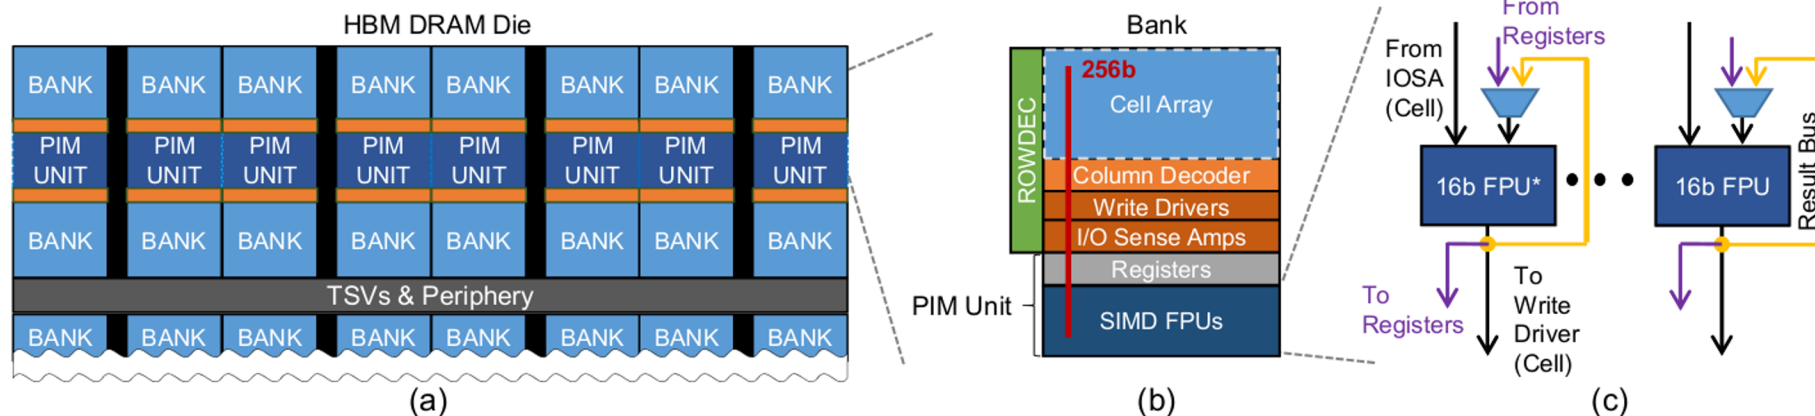 HBM DRAM Die
BANK BANK BANK BANK BANK BANK BANK BANK
PIM UNIT PIM UNIT PIM UNIT PIM UNIT PIM UNIT PIM UNIT PIM UNIT PIM UNIT
BANK BANK BANK BANK BANK BANK BANK BANK
TSVs & Periphery
BANK BANK BANK BANK BANK BANK BANK BANK
(a)
Bank
ROWDEC
256b
Cell Array
Column Decoder
Write Drivers
I/O Sense Amps
Registers
SIMD FPUs
PIM Unit
(b)
From
Registers
From
IOSA
(Cell)
16b FPU*
16b FPU
Result Bus
To
Registers
To
Write
Driver
(Cell)
(c)